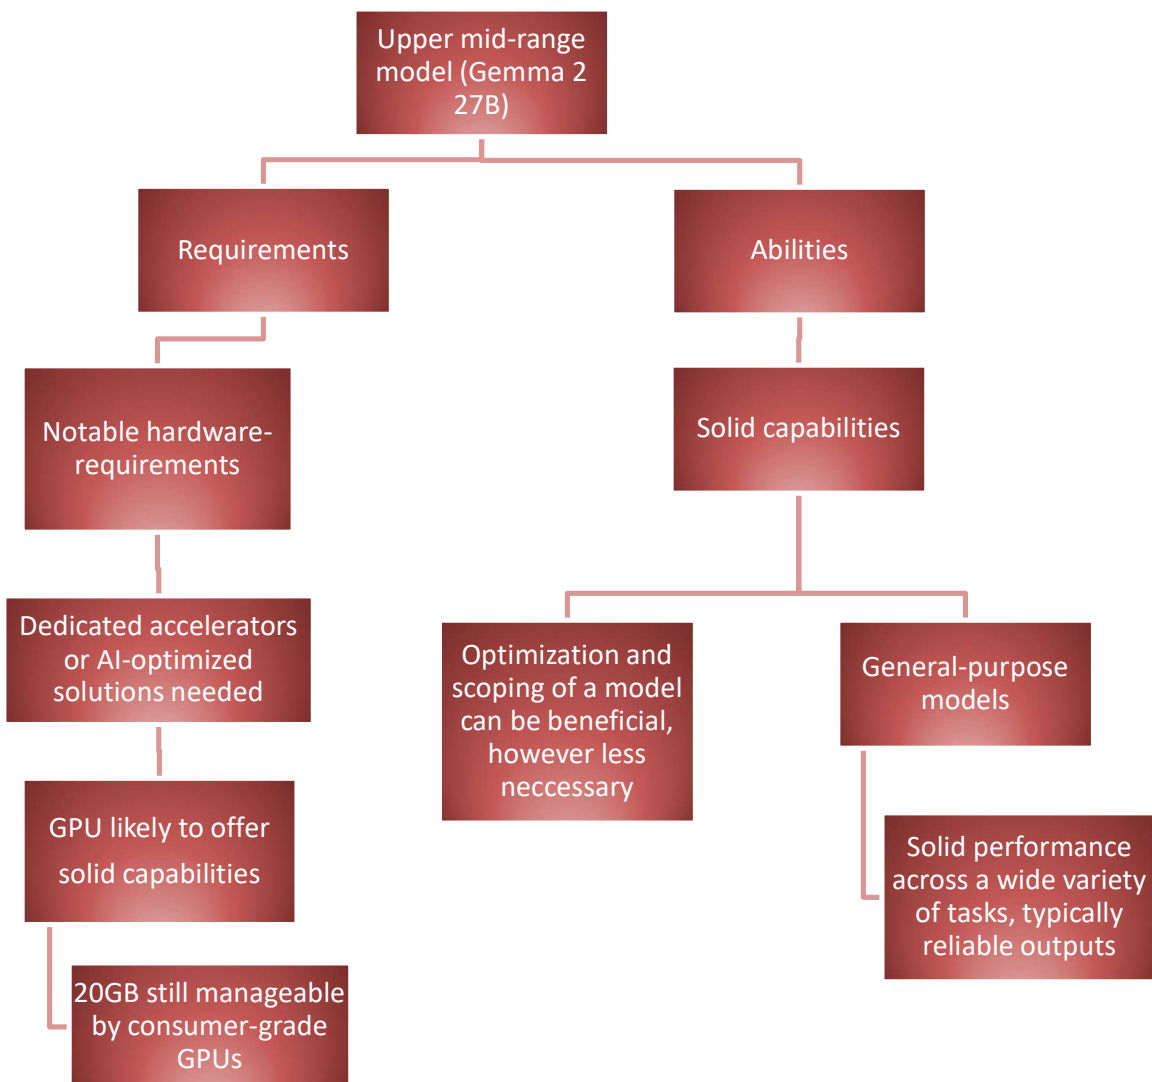 Upper mid-range
model (Gemma 2
27B)
Requirements
Abilities
Notable hardware-
requirements
Solid capabilities
Dedicated accelerators
or AI-optimized
solutions needed
Optimization and
scoping of a model
can be beneficial,
however less
neccessary
General-purpose
models
GPU likely to offer
solid capabilities
Solid performance
across a wide variety
of tasks, typically
reliable outputs
20GB still manageable
by consumer-grade
GPUs